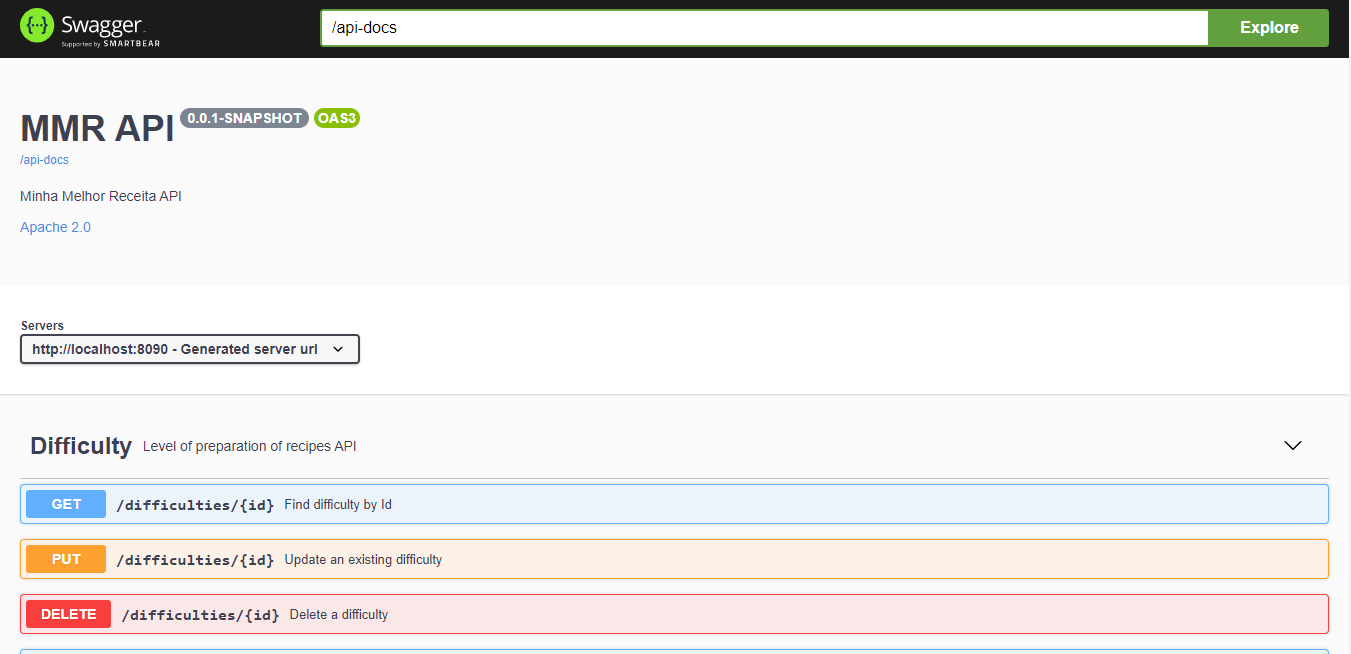 {···} Swagger
Supported by SMARTBEAR
/api-docs
Explore
MMR API 0.0.1-SNAPSHOT OAS3
/api-docs
Minha Melhor Receita API
Apache 2.0
Servers
http://localhost:8090 - Generated server url
Difficulty Level of preparation of recipes API
GET /difficulties/{id} Find difficulty by Id
PUT /difficulties/{id} Update an existing difficulty
DELETE /difficulties/{id} Delete a difficulty